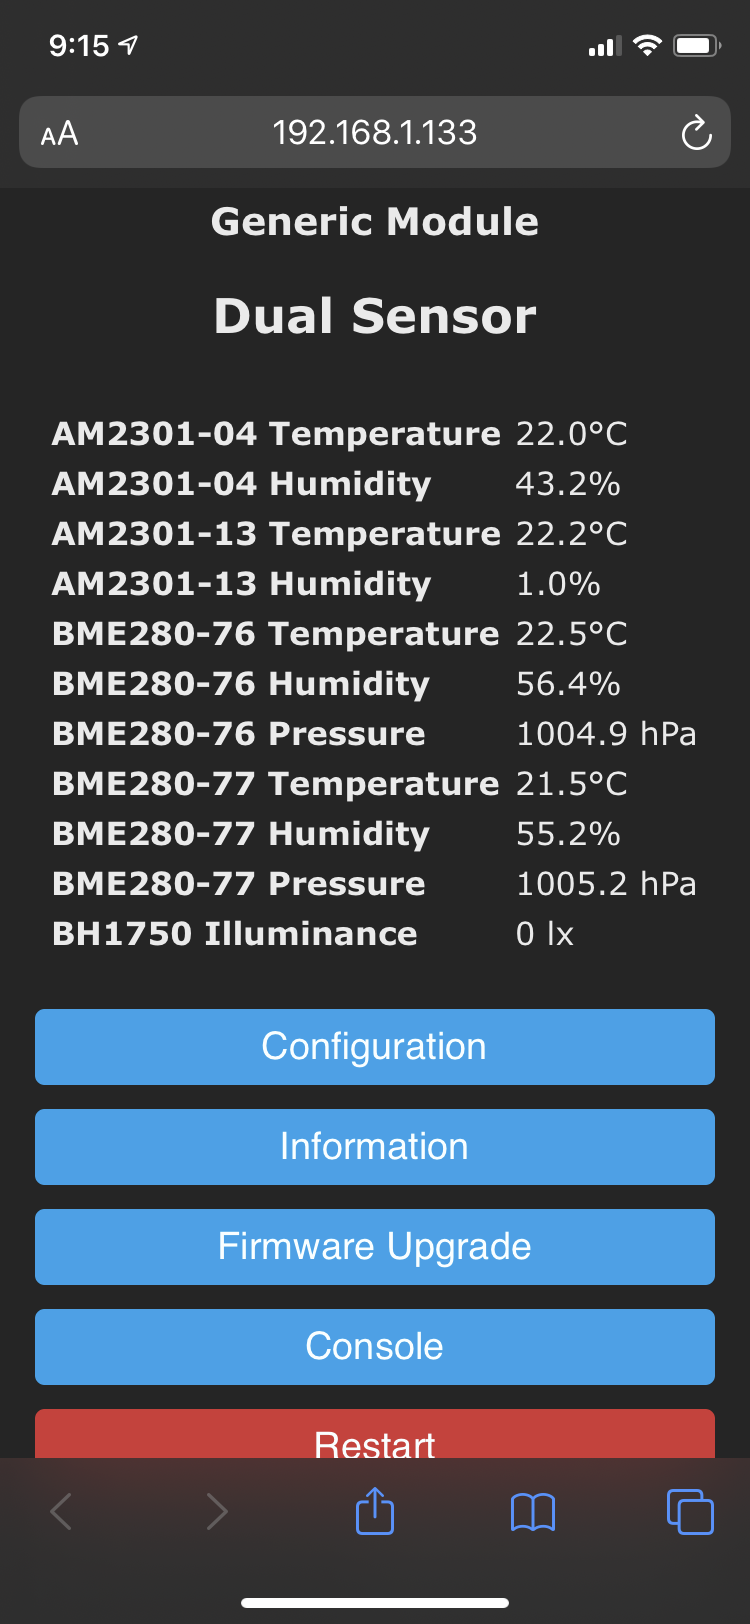 9:15
AA 192.168.1.133
Generic Module
Dual Sensor
AM2301-04 Temperature 22.0°C
AM2301-04 Humidity 43.2%
AM2301-13 Temperature 22.2°C
AM2301-13 Humidity 1.0%
BME280-76 Temperature 22.5°C
BME280-76 Humidity 56.4%
BME280-76 Pressure 1004.9 hPa
BME280-77 Temperature 21.5°C
BME280-77 Humidity 55.2%
BME280-77 Pressure 1005.2 hPa
BH1750 Illuminance 0 lx
Configuration
Information
Firmware Upgrade
Console
Restart